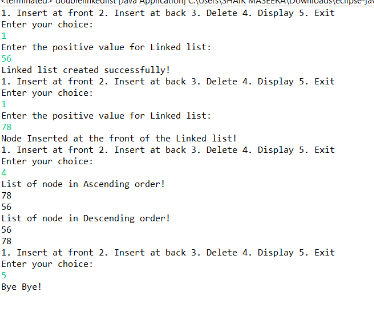 <terminated> doublelinkedlist [Java Application] C:\Users\SHAIK MASEEKA\Downloads\eclipse-jav
1. Insert at front 2. Insert at back 3. Delete 4. Display 5. Exit
Enter your choice:
1
Enter the positive value for Linked list:
56
Linked list created successfully!
1. Insert at front 2. Insert at back 3. Delete 4. Display 5. Exit
Enter your choice:
1
Enter the positive value for Linked list:
78
Node Inserted at the front of the Linked list!
1. Insert at front 2. Insert at back 3. Delete 4. Display 5. Exit
Enter your choice:
4
List of node in Ascending order!
78
56
List of node in Descending order!
56
78
1. Insert at front 2. Insert at back 3. Delete 4. Display 5. Exit
Enter your choice:
5
Bye Bye!